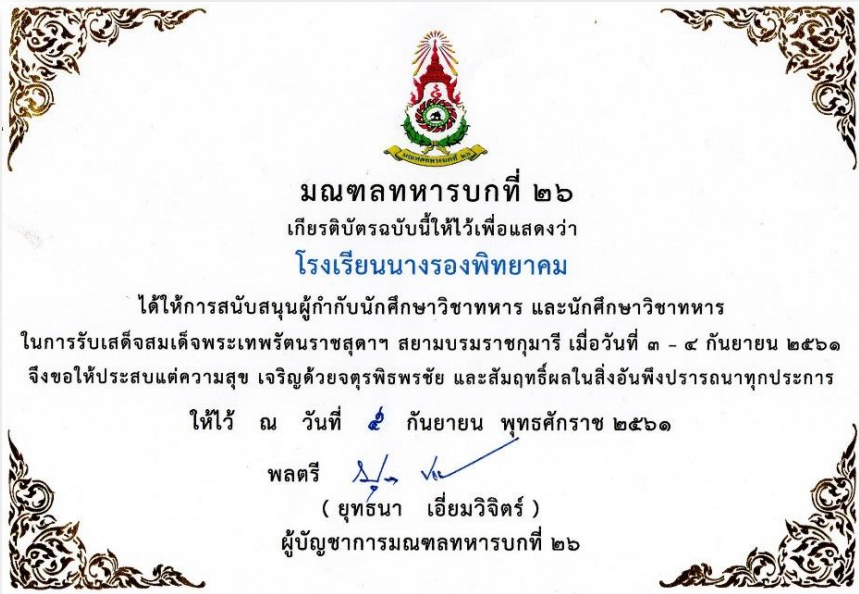 มณฑลทหารบกที่ ๒๖
มณฑลทหารบกที่ ๒๖
เกียรติบัตรฉบับนี้ให้ไว้เพื่อแสดงว่า
โรงเรียนนางรองพิทยาคม
ได้ให้การสนับสนุนผู้กำกับนักศึกษาวิชาทหาร และนักศึกษาวิชาทหาร
ในการรับเสด็จสมเด็จพระเทพรัตนราชสุดาฯ สยามบรมราชกุมารี เมื่อวันที่ ๓ - ๔ กันยายน ๒๕๖๑
จึงขอให้ประสบแต่ความสุข เจริญด้วยจตุรพิธพรชัย และสัมฤทธิ์ผลในสิ่งอันพึงปรารถนาทุกประการ
ให้ไว้ ณ วันที่ ๕ กันยายน พุทธศักราช ๒๕๖๑
พลตรี
( ยุทธนา เอี่ยมวิจิตร์ )
ผู้บัญชาการมณฑลทหารบกที่ ๒๖